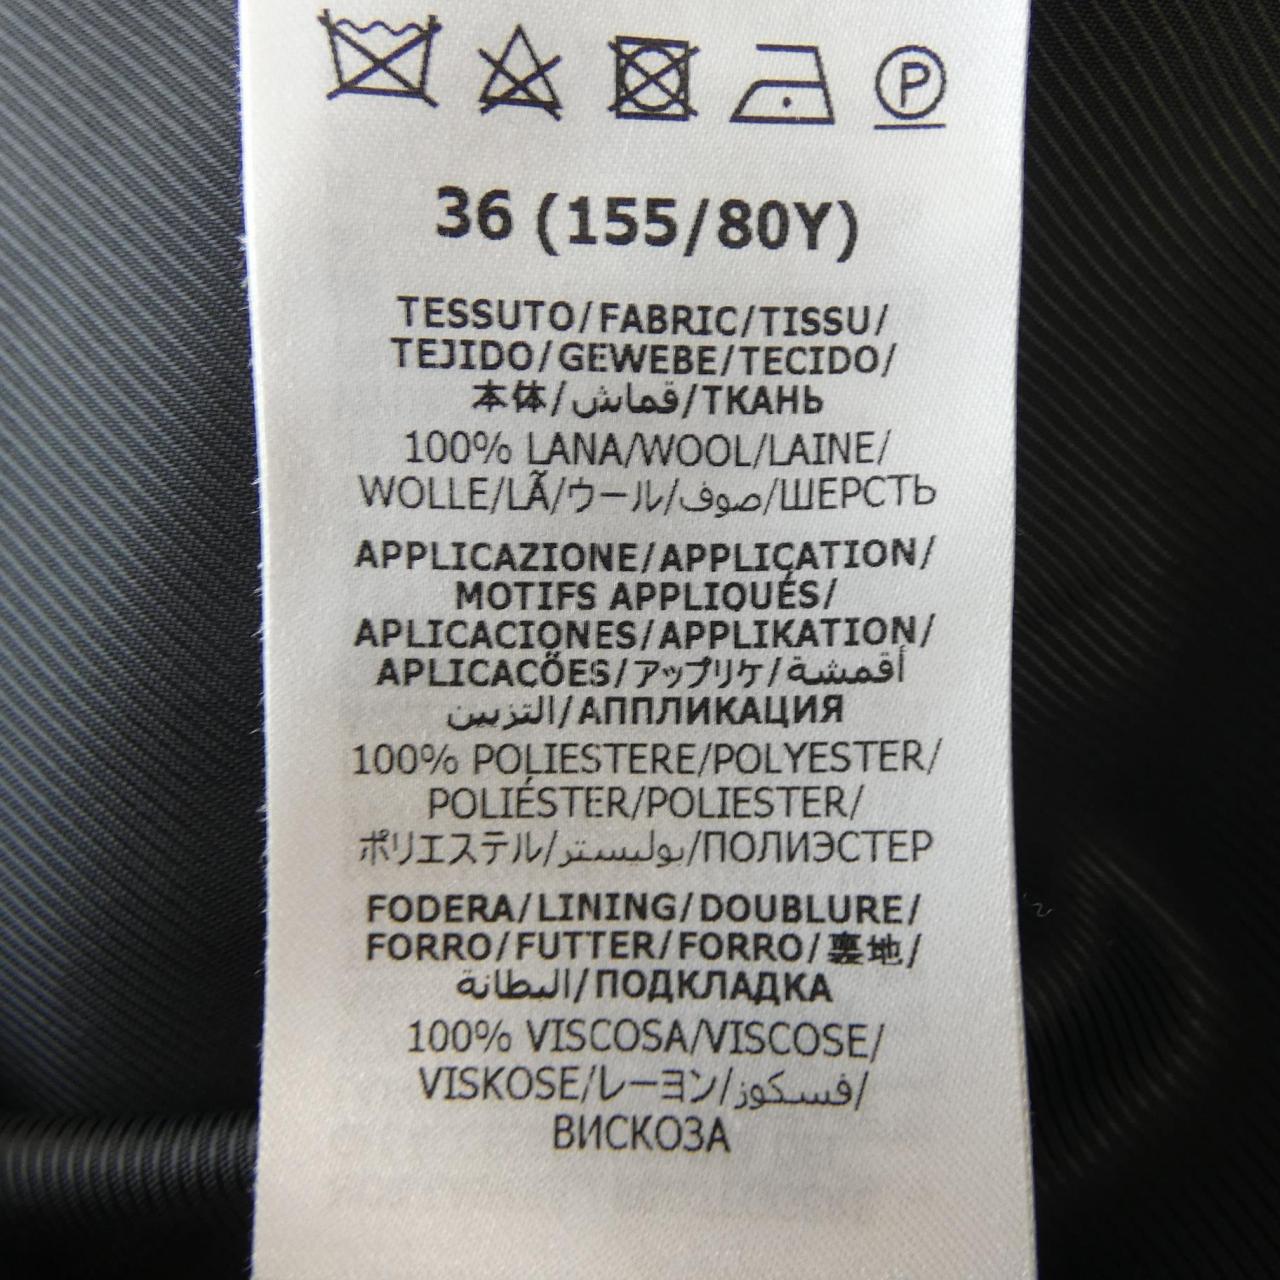 P
36 (155/80Y)
TESSUTO/FABRIC/TISSU/
TEJIDO/GEWEBE/TECIDO/
本体/قماش/ТКАНЬ
100% LANA/WOOL/LAINE/
WOLLE/LÃ/ウール/صوف/ШЕРСТЬ
APPLICAZIONE/APPLICATION/
MOTIFS APPLIQUÉS/
APLICACIONES/APPLIKATION/
APLICACÕES/アップリケ/أقمشة
التزيين/АППЛИКАЦИЯ
100% POLIESTERE/POLYESTER/
POLIÉSTER/POLIESTER/
ポリエステル/بوليستر/ПОЛИЭСТЕР
FODERA/LINING/DOUBLURE/
FORRO/FUTTER/FORRO/裏地/
البطانة/ПОДКЛАДКА
100% VISCOSA/VISCOSE/
VISKOSE/レーヨン/فسكوز/
ВИСКОЗА